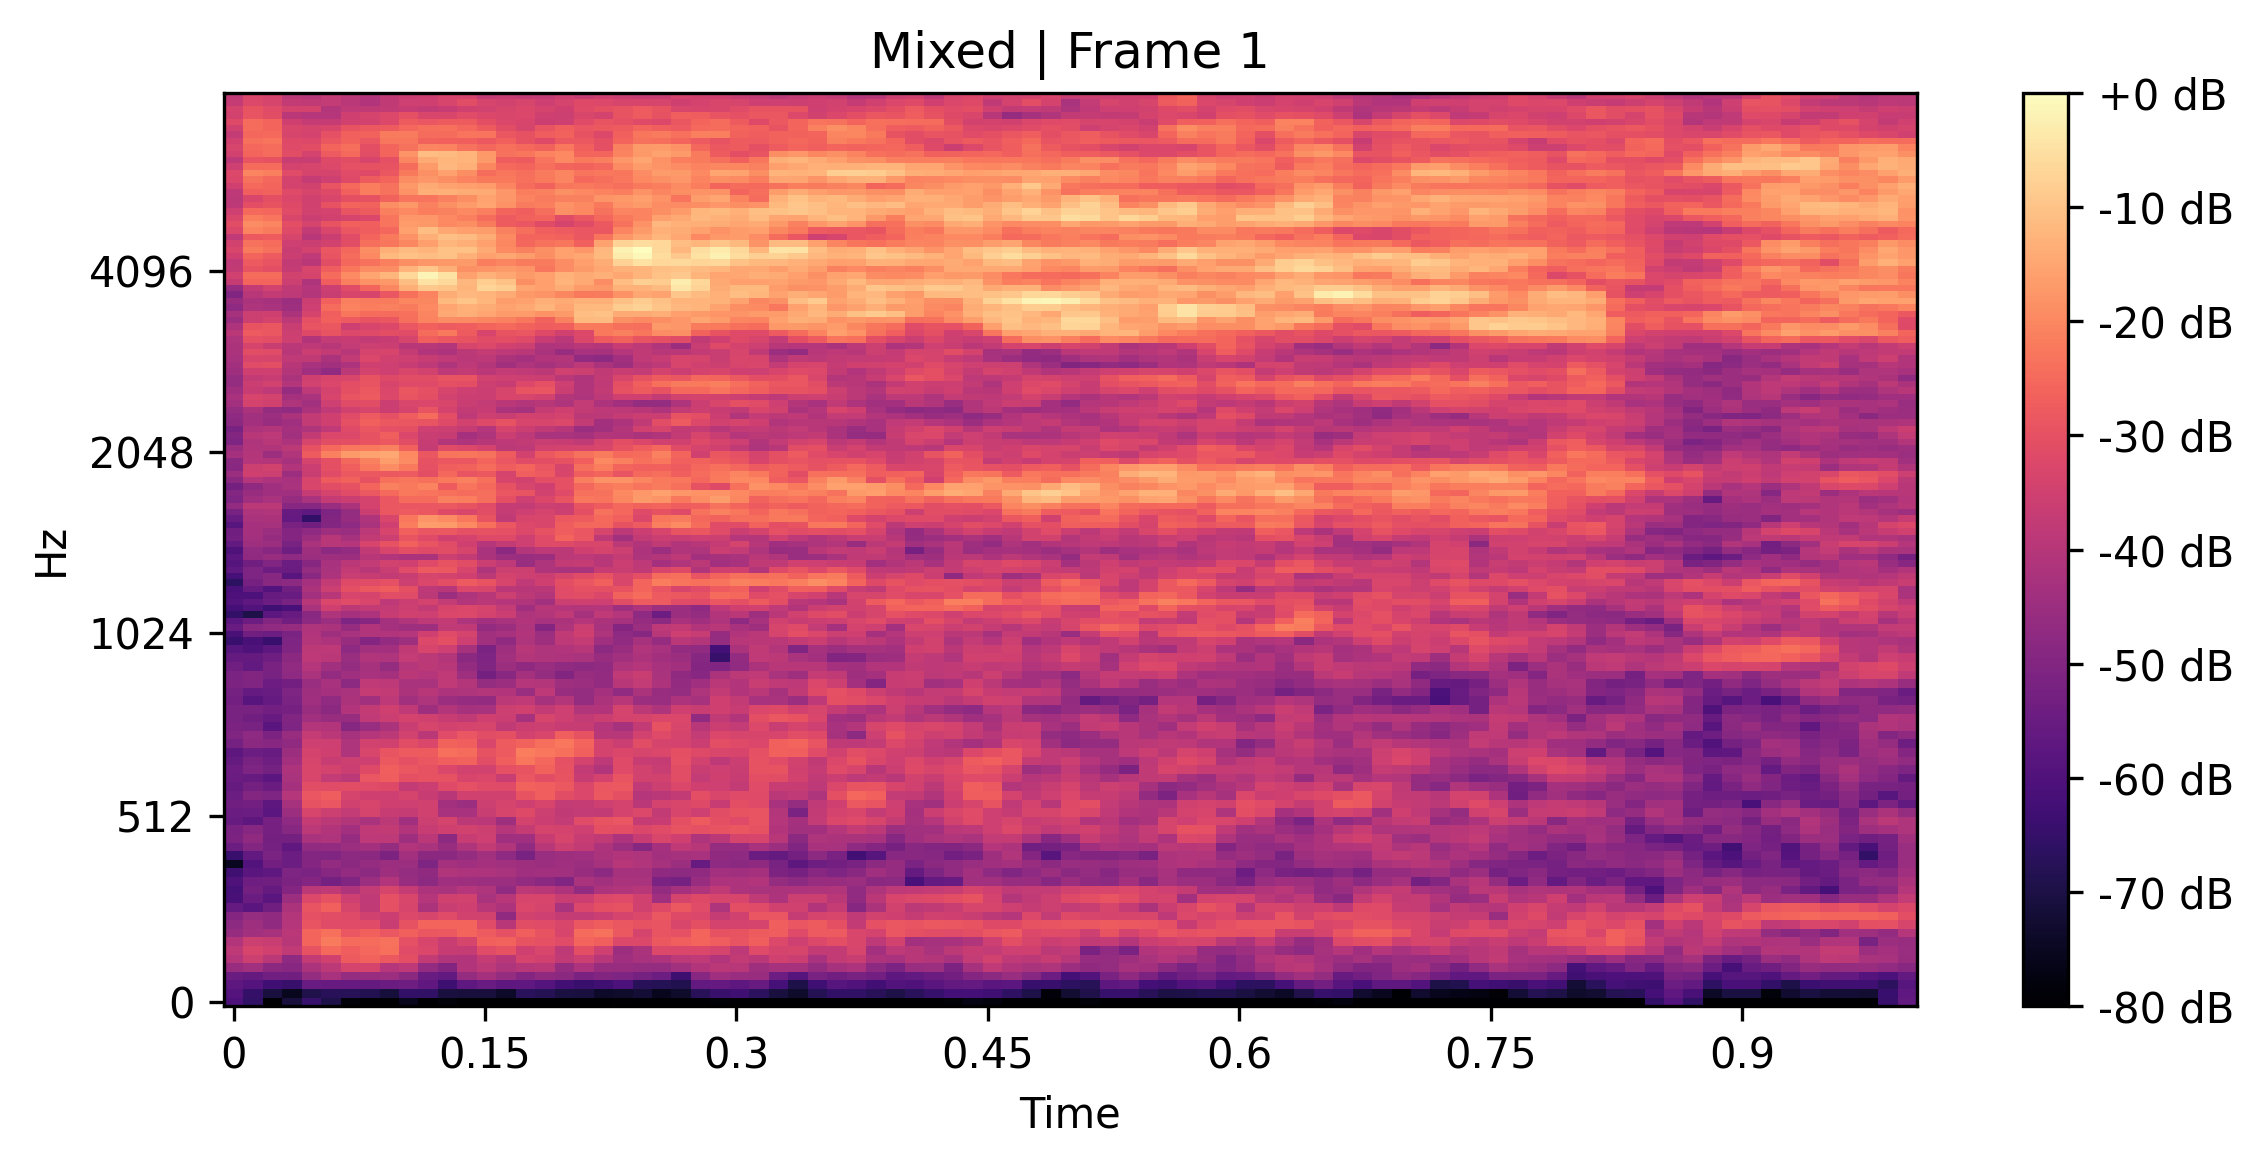 Mixed | Frame 1
+0 dB
-10 dB
-20 dB
-30 dB
-40 dB
-50 dB
-60 dB
-70 dB
-80 dB
4096
2048
1024
512
0
Hz
0 0.15 0.3 0.45 0.6 0.75 0.9
Time